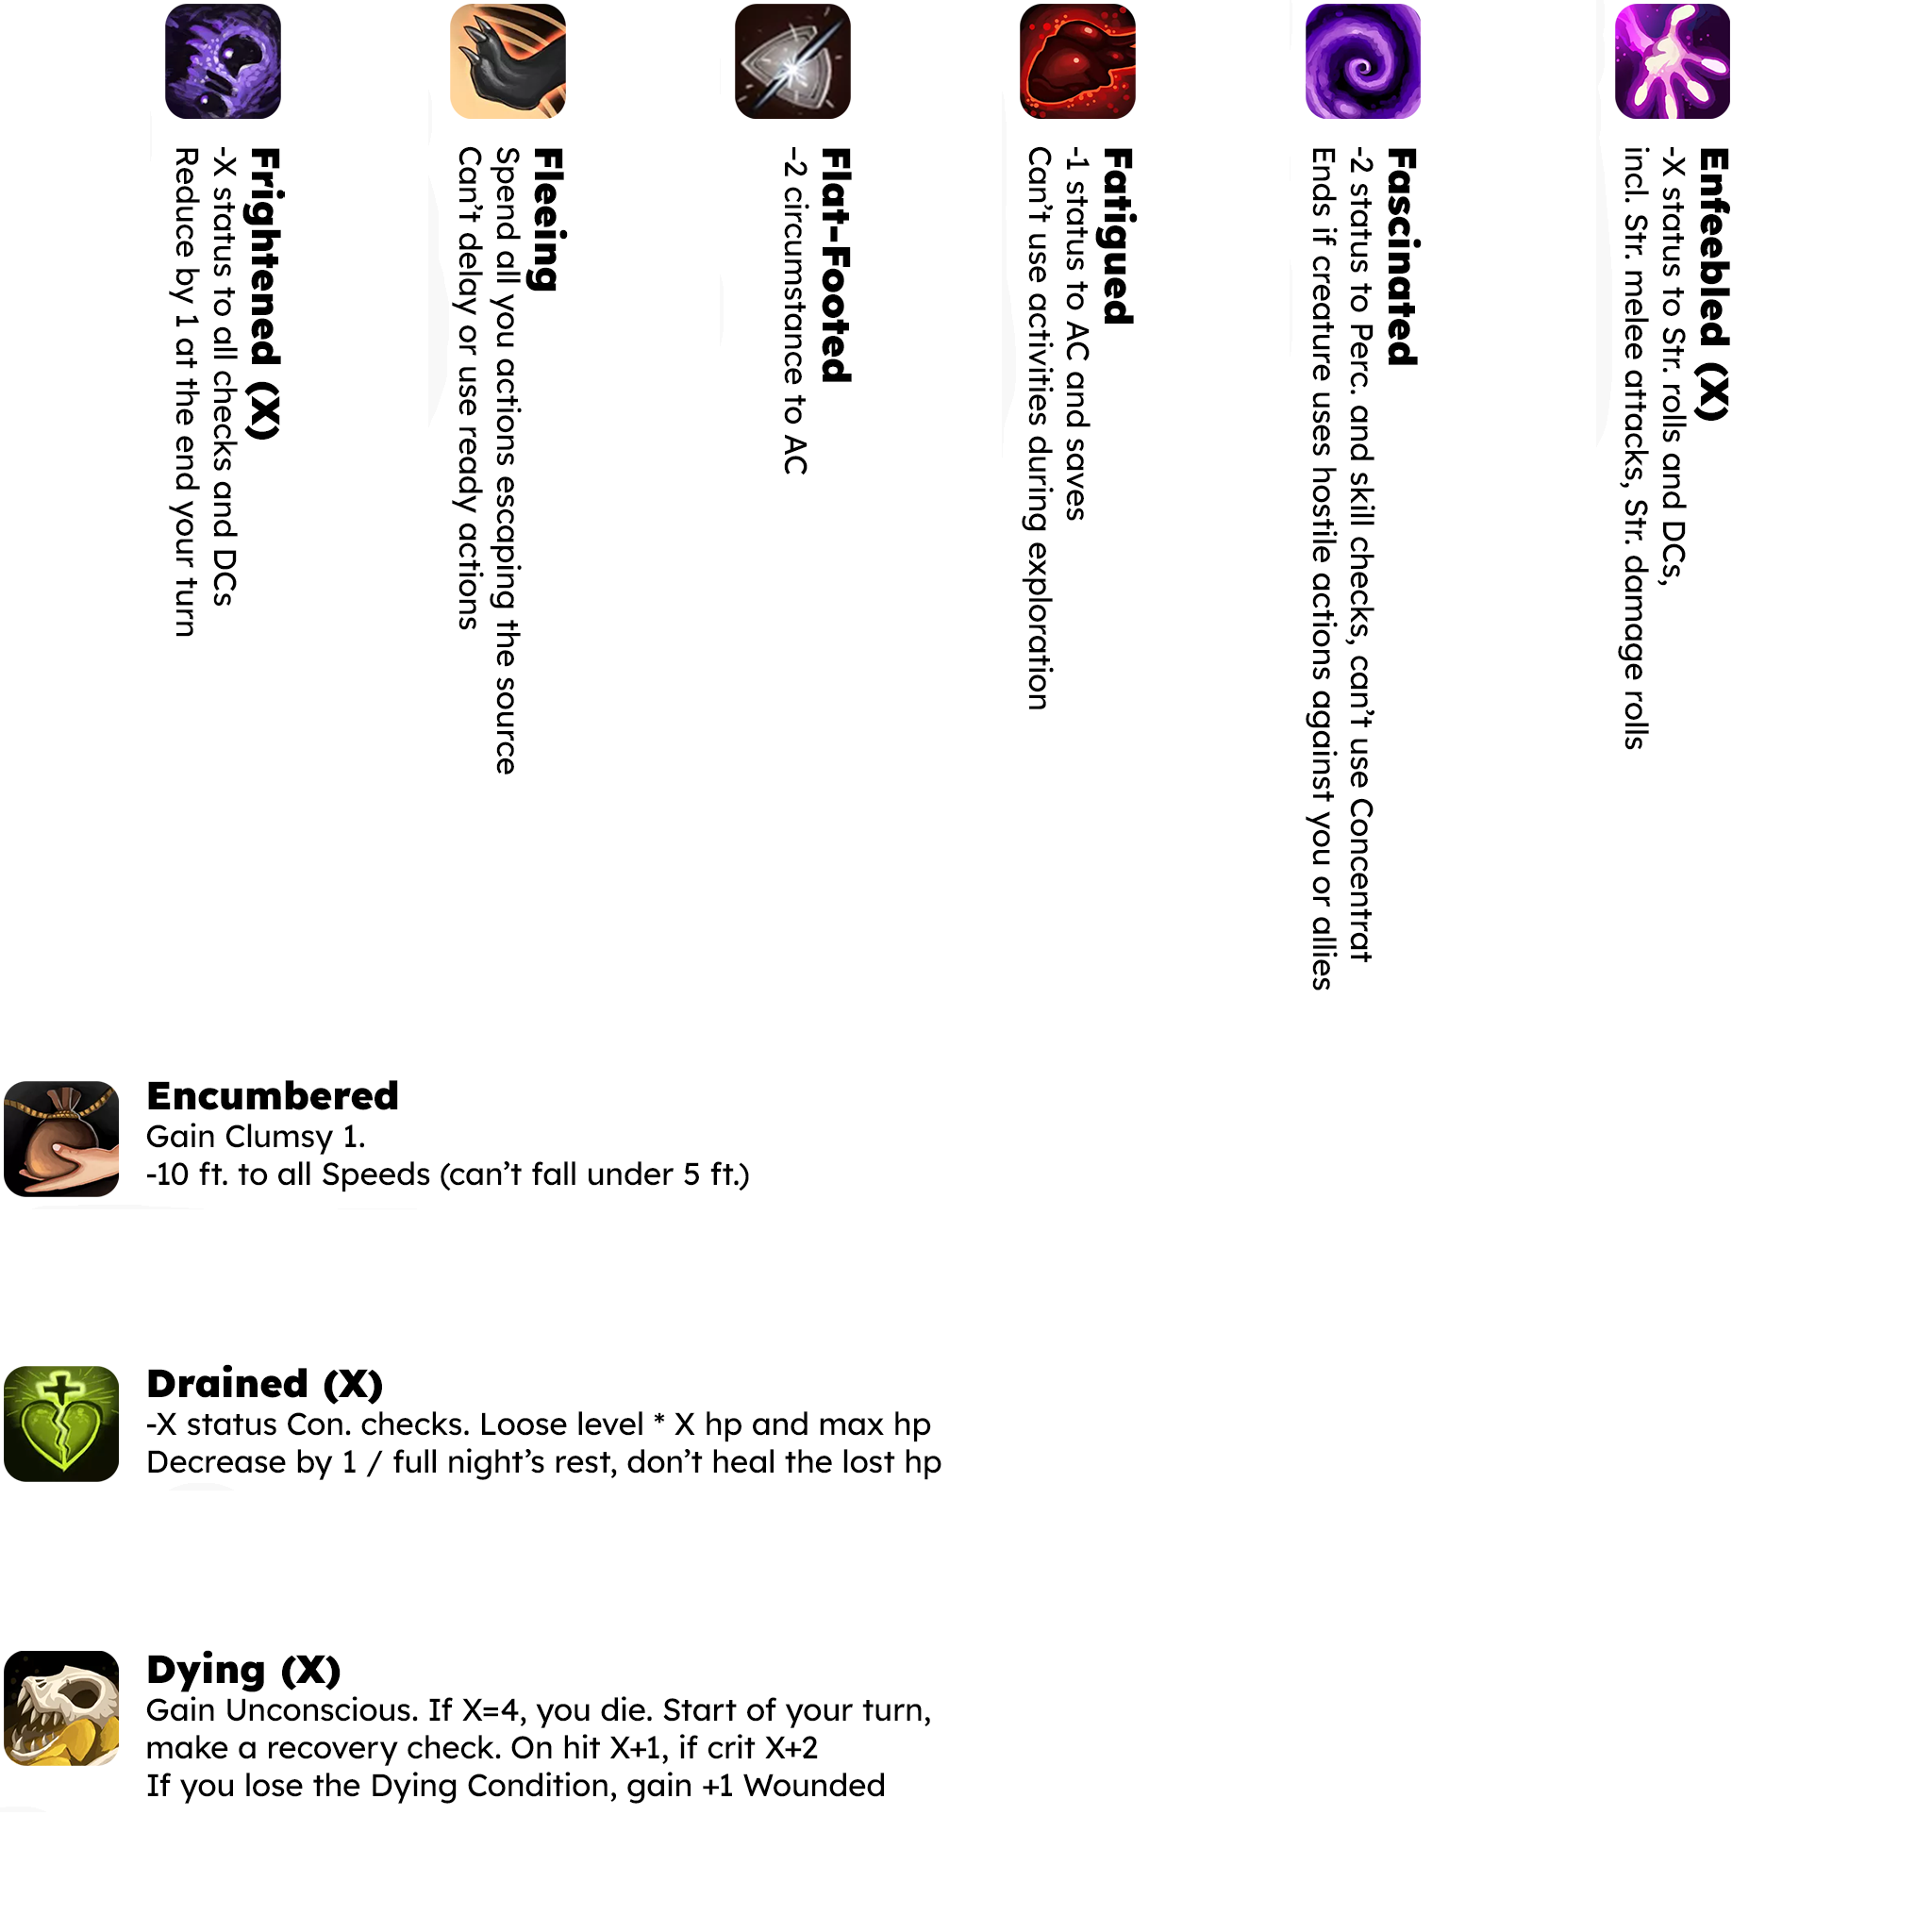 Frightened (X)
-X status to all checks and DCs
Reduce by 1 at the end your turn
Fleeing
Spend all you actions escaping the source
Can't delay or use ready actions
Flat-Footed
-2 circumstance to AC
Fatigued
-1 status to AC and saves
Can't use activities during exploration
Fascinated
-2 status to Perc. and skill checks, can't use Concentrat
Ends if creature uses hostile actions against you or allies
Enfeebled (X)
-X status to Str. rolls and DCs,
incl. Str. melee attacks, Str. damage rolls
Encumbered
Gain Clumsy 1.
-10 ft. to all Speeds (can't fall under 5 ft.)
Drained (X)
-X status Con. checks. Loose level * X hp and max hp
Decrease by 1 / full night's rest, don't heal the lost hp
Dying (X)
Gain Unconscious. If X=4, you die. Start of your turn,
make a recovery check. On hit X+1, if crit X+2
If you lose the Dying Condition, gain +1 Wounded